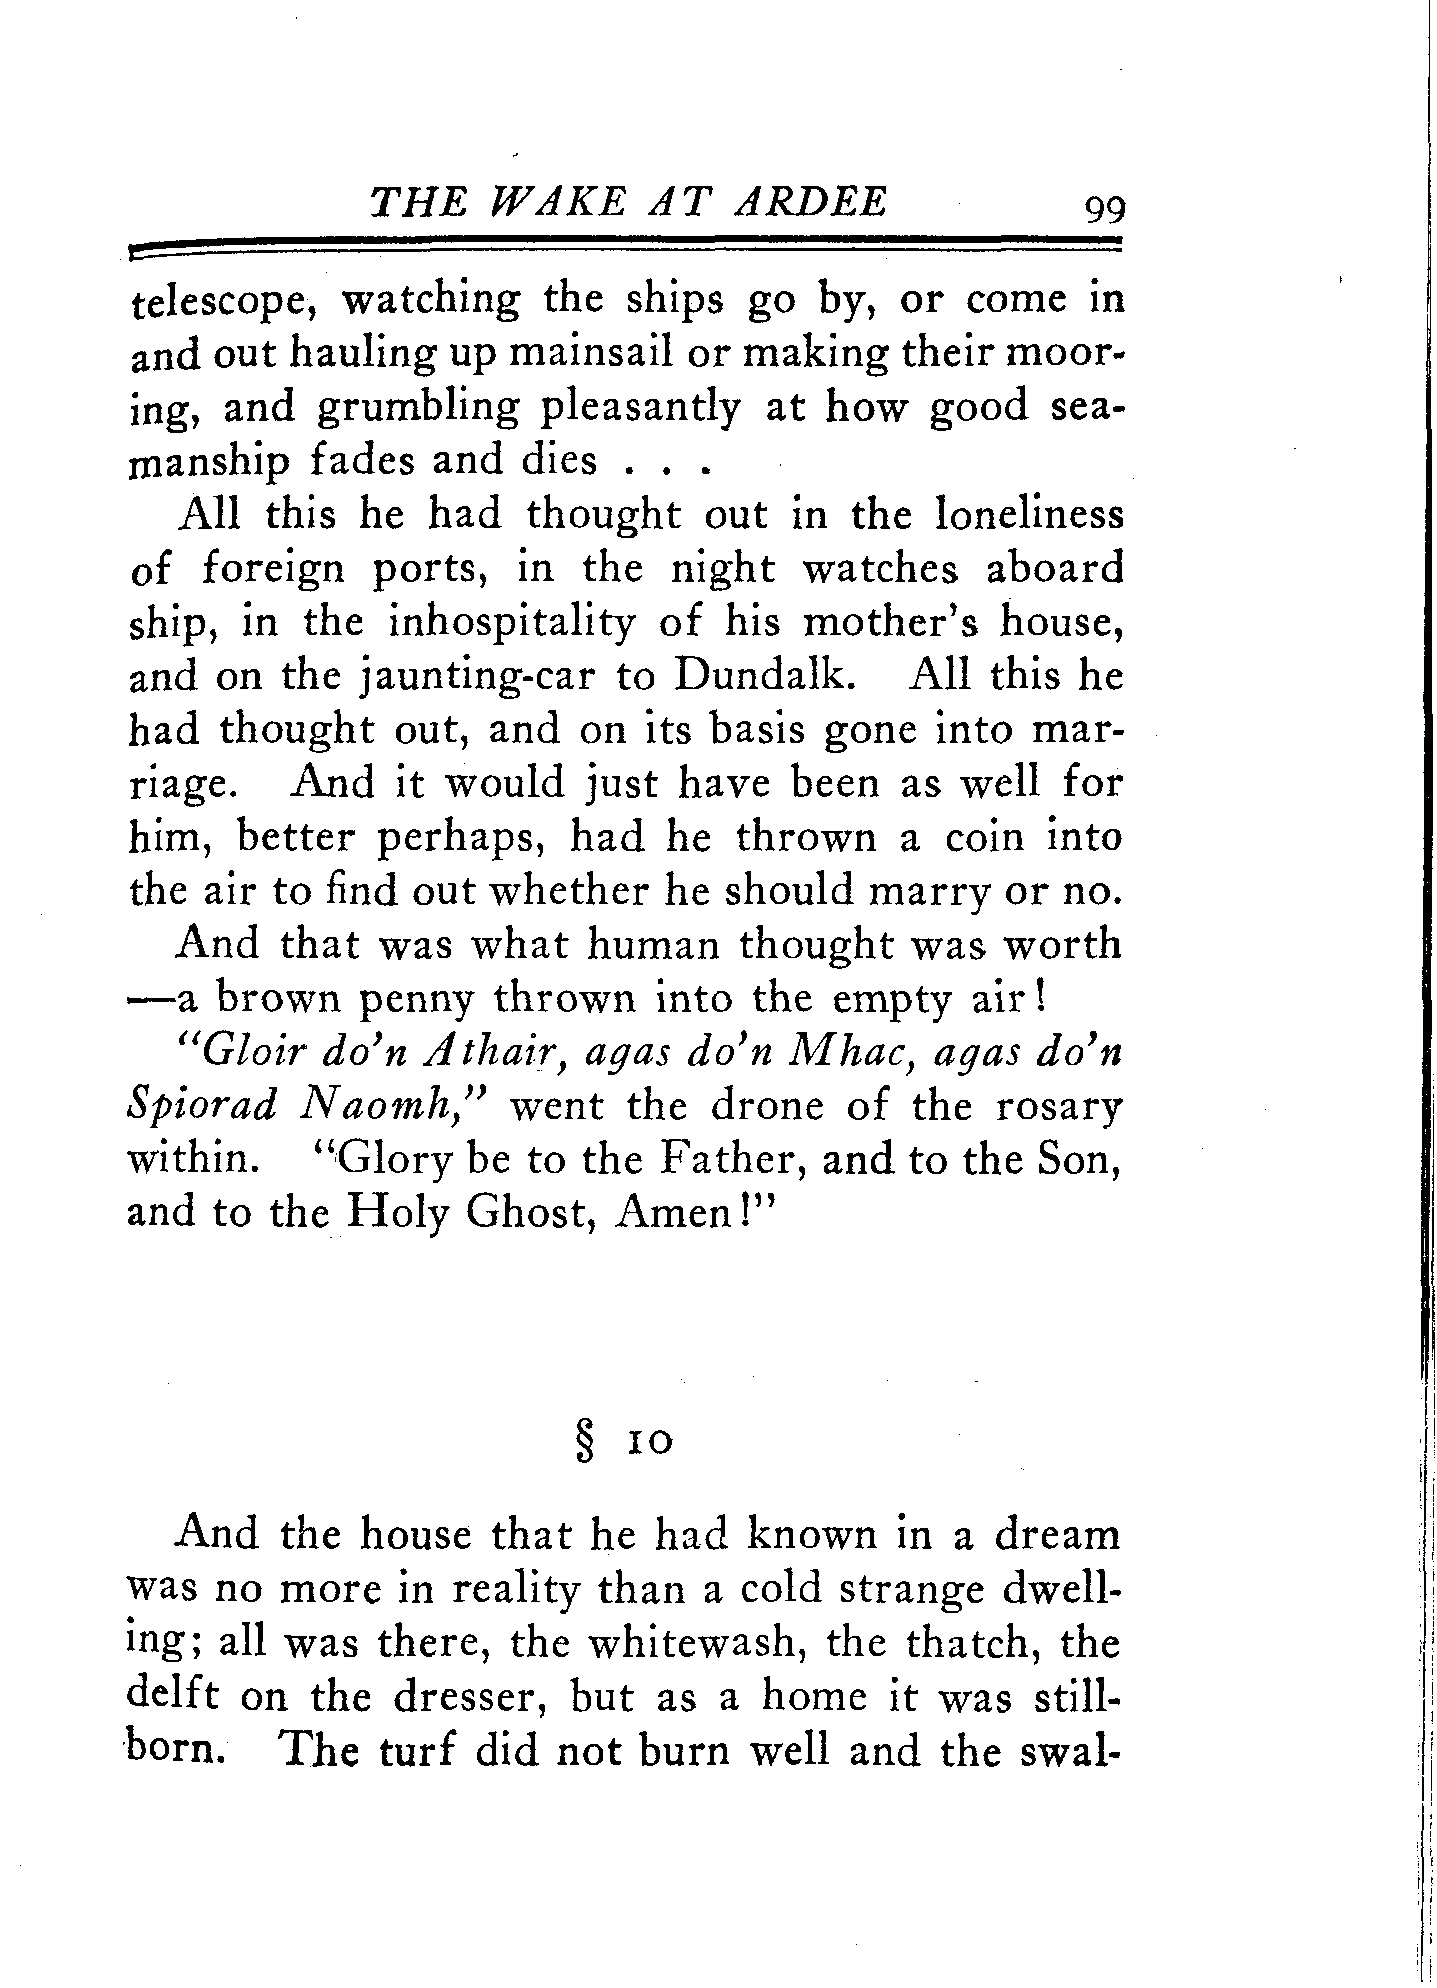 THE WAKE AT ARDEE 99
telescope, watching the ships go by, or come in
and out hauling up mainsail or making their moor-
ing, and grumbling pleasantly at how good sea-
manship fades and dies . . .
All this he had thought out in the loneliness
of foreign ports, in the night watches aboard
ship, in the inhospitality of his mother's house,
and on the jaunting-car to Dundalk. All this he
had thought out, and on its basis gone into mar-
riage. And it would just have been as well for
him, better perhaps, had he thrown a coin into
the air to find out whether he should marry or no.
And that was what human thought was worth
—a brown penny thrown into the empty air!
"Gloir do'n Athair, agas do'n Mhac, agas do'n
Spiorad Naomh," went the drone of the rosary
within. "Glory be to the Father, and to the Son,
and to the Holy Ghost, Amen!"
§ 10
And the house that he had known in a dream
was no more in reality than a cold strange dwell-
ing; all was there, the whitewash, the thatch, the
delft on the dresser, but as a home it was still-
born. The turf did not burn well and the swal-